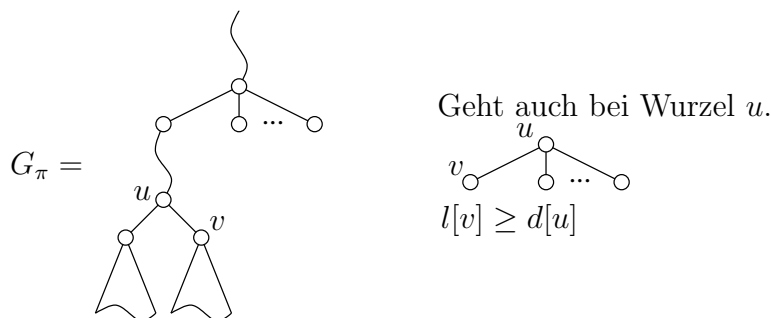 Geht auch bei Wurzel u.
u
v
...
l[v] ≥ d[u]
...
G_π =
u
v